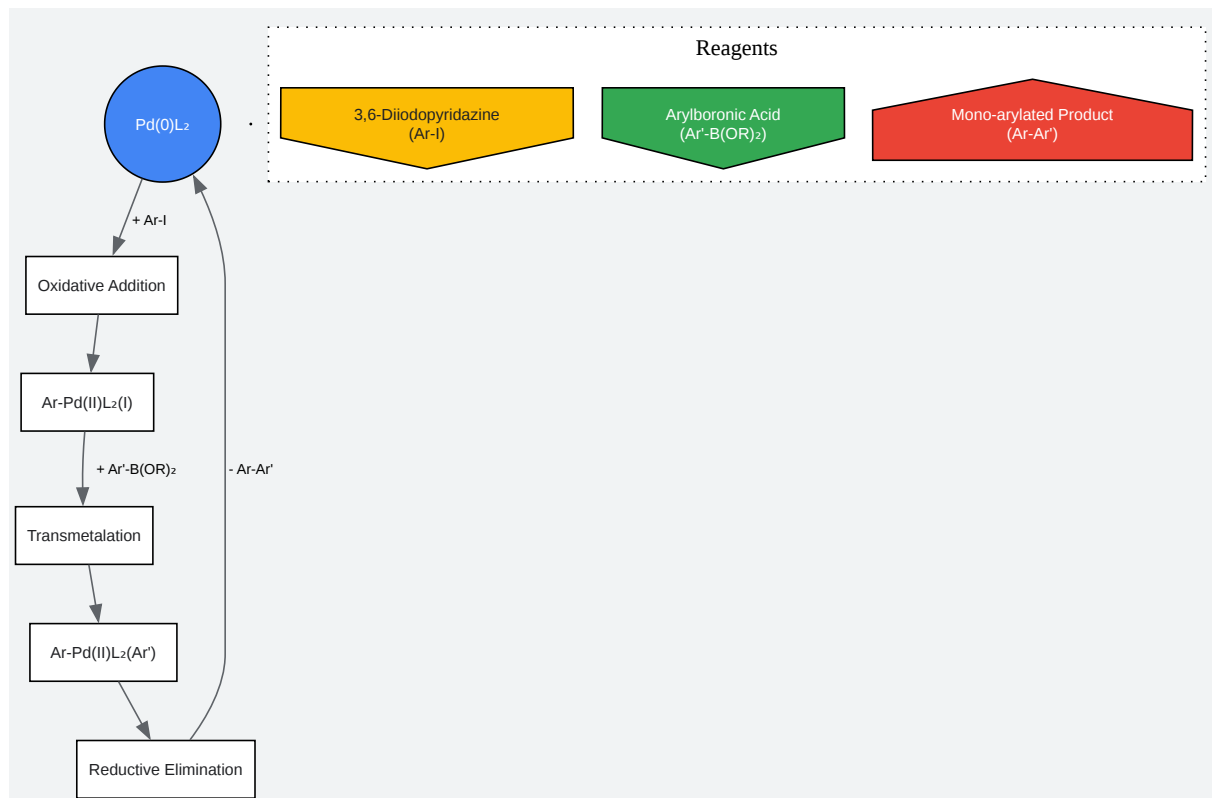 Reagents
Pd(0)L₂
3,6-Diiodopyridazine
(Ar-I)
Arylboronic Acid
(Ar'-B(OR)₂)
Mono-arylated Product
(Ar-Ar')
+ Ar-I
Oxidative Addition
Ar-Pd(II)L₂(I)
+ Ar'-B(OR)₂
- Ar-Ar'
Transmetalation
Ar-Pd(II)L₂(Ar')
Reductive Elimination